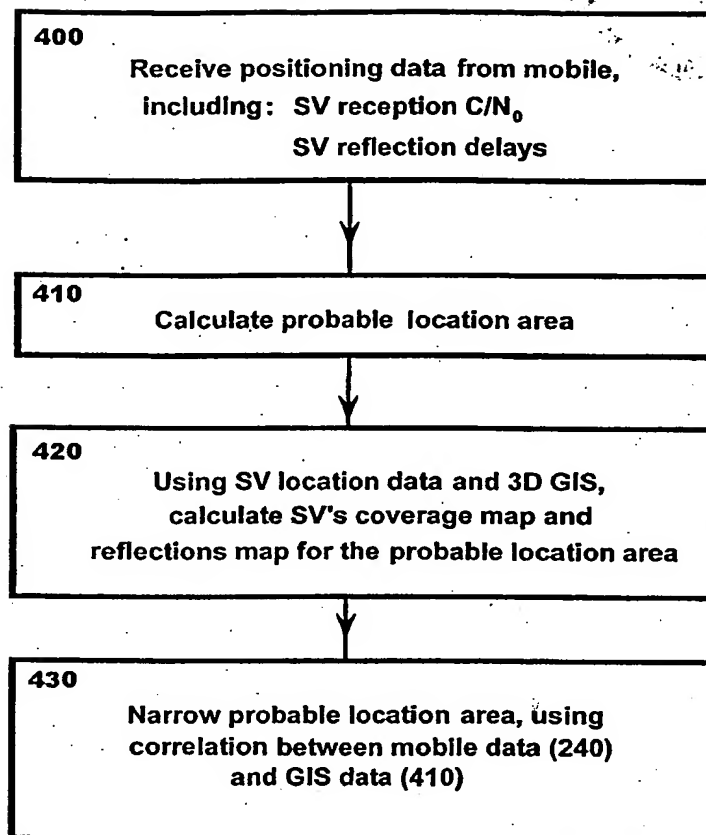 400
Receive positioning data from mobile,
including: SV reception C/N₀
SV reflection delays
410
Calculate probable location area
420
Using SV location data and 3D GIS,
calculate SV's coverage map and
reflections map for the probable location area
430
Narrow probable location area, using
correlation between mobile data (240)
and GIS data (410)